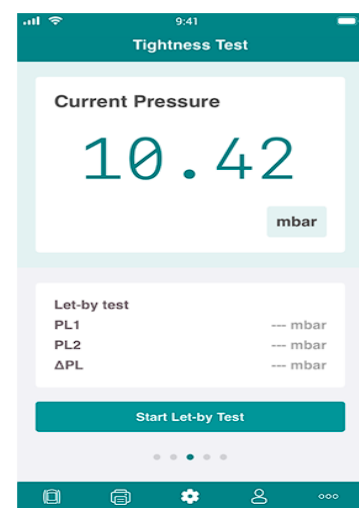 9:41
Tightness Test
Current Pressure
10.42
mbar
Let-by test
PL1 --- mbar
PL2 --- mbar
ΔPL --- mbar
Start Let-by Test